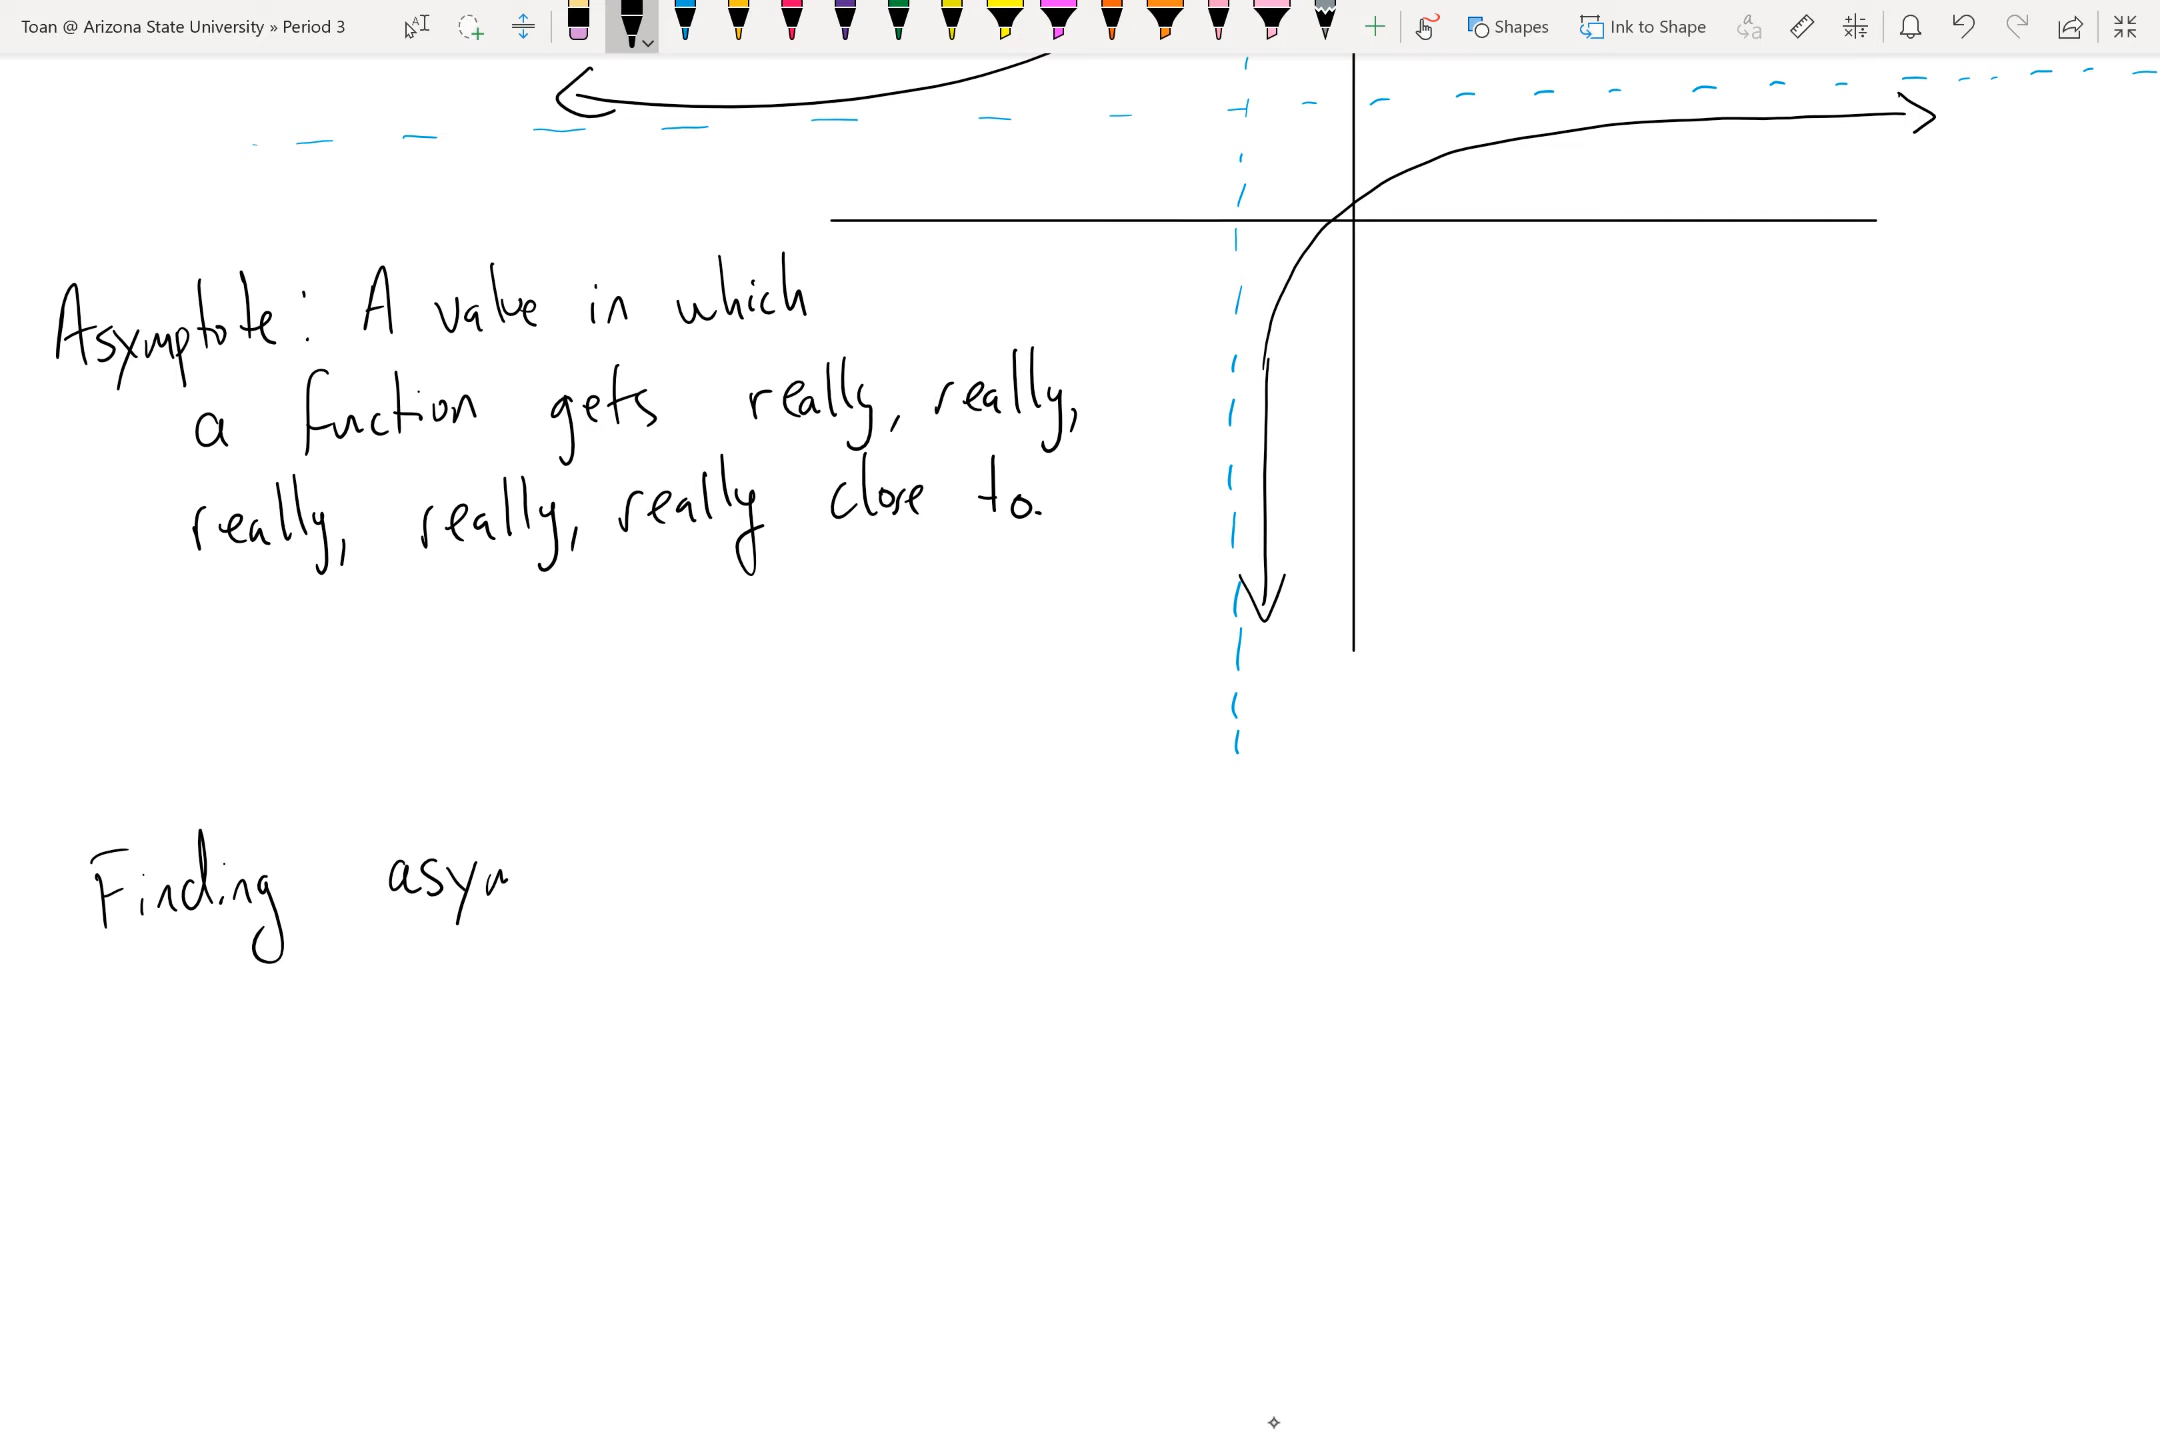 Toan @ Arizona State University » Period 3
Shapes
Ink to Shape
Asymptote: A value in which
a function gets really, really,
really, really, really close to.
Finding asym